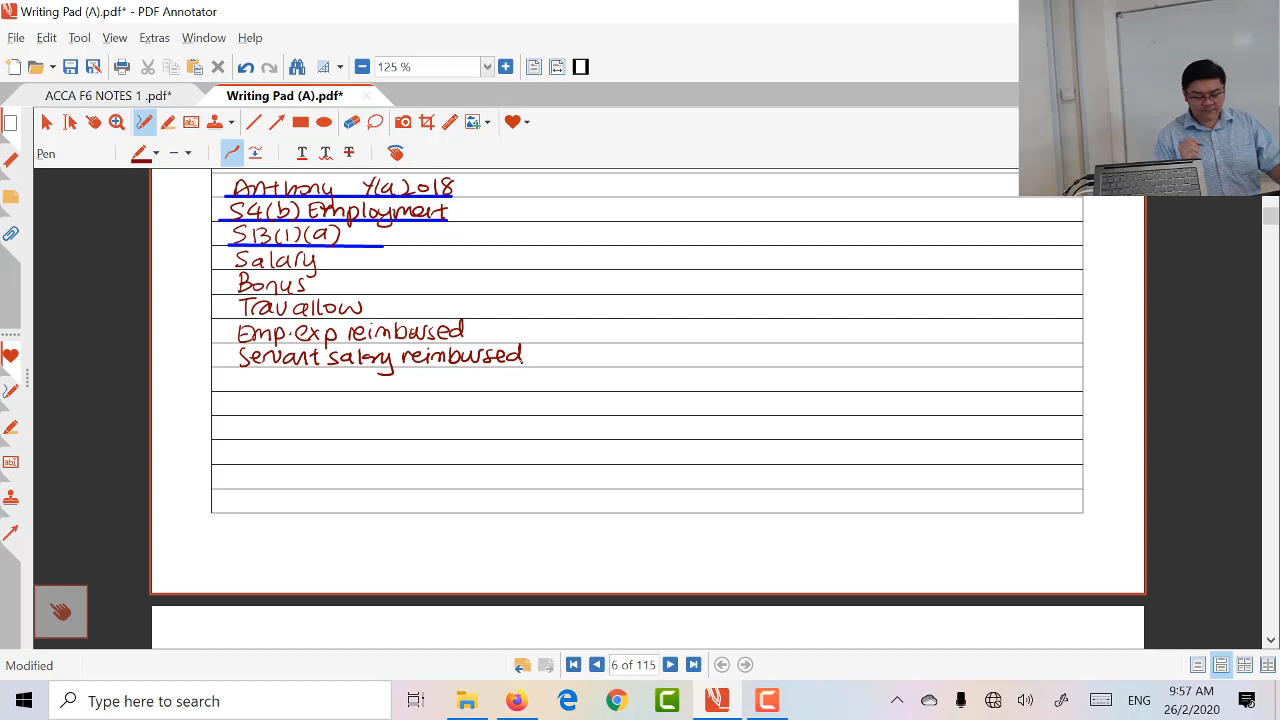 Writing Pad (A).pdf* - PDF Annotator
File Edit Tool View Extras Window Help
125 %
ACCA F6 NOTES 1 .pdf* Writing Pad (A).pdf*
Pen
Anthony Y/a 2018
S4(b) Employment
S13(1)(a)
Salary
Bonus
Trav allow
Emp. exp reimbursed
Servant salary reimbursed
6 of 115
Modified
Type here to search
ENG
9:57 AM
26/2/2020